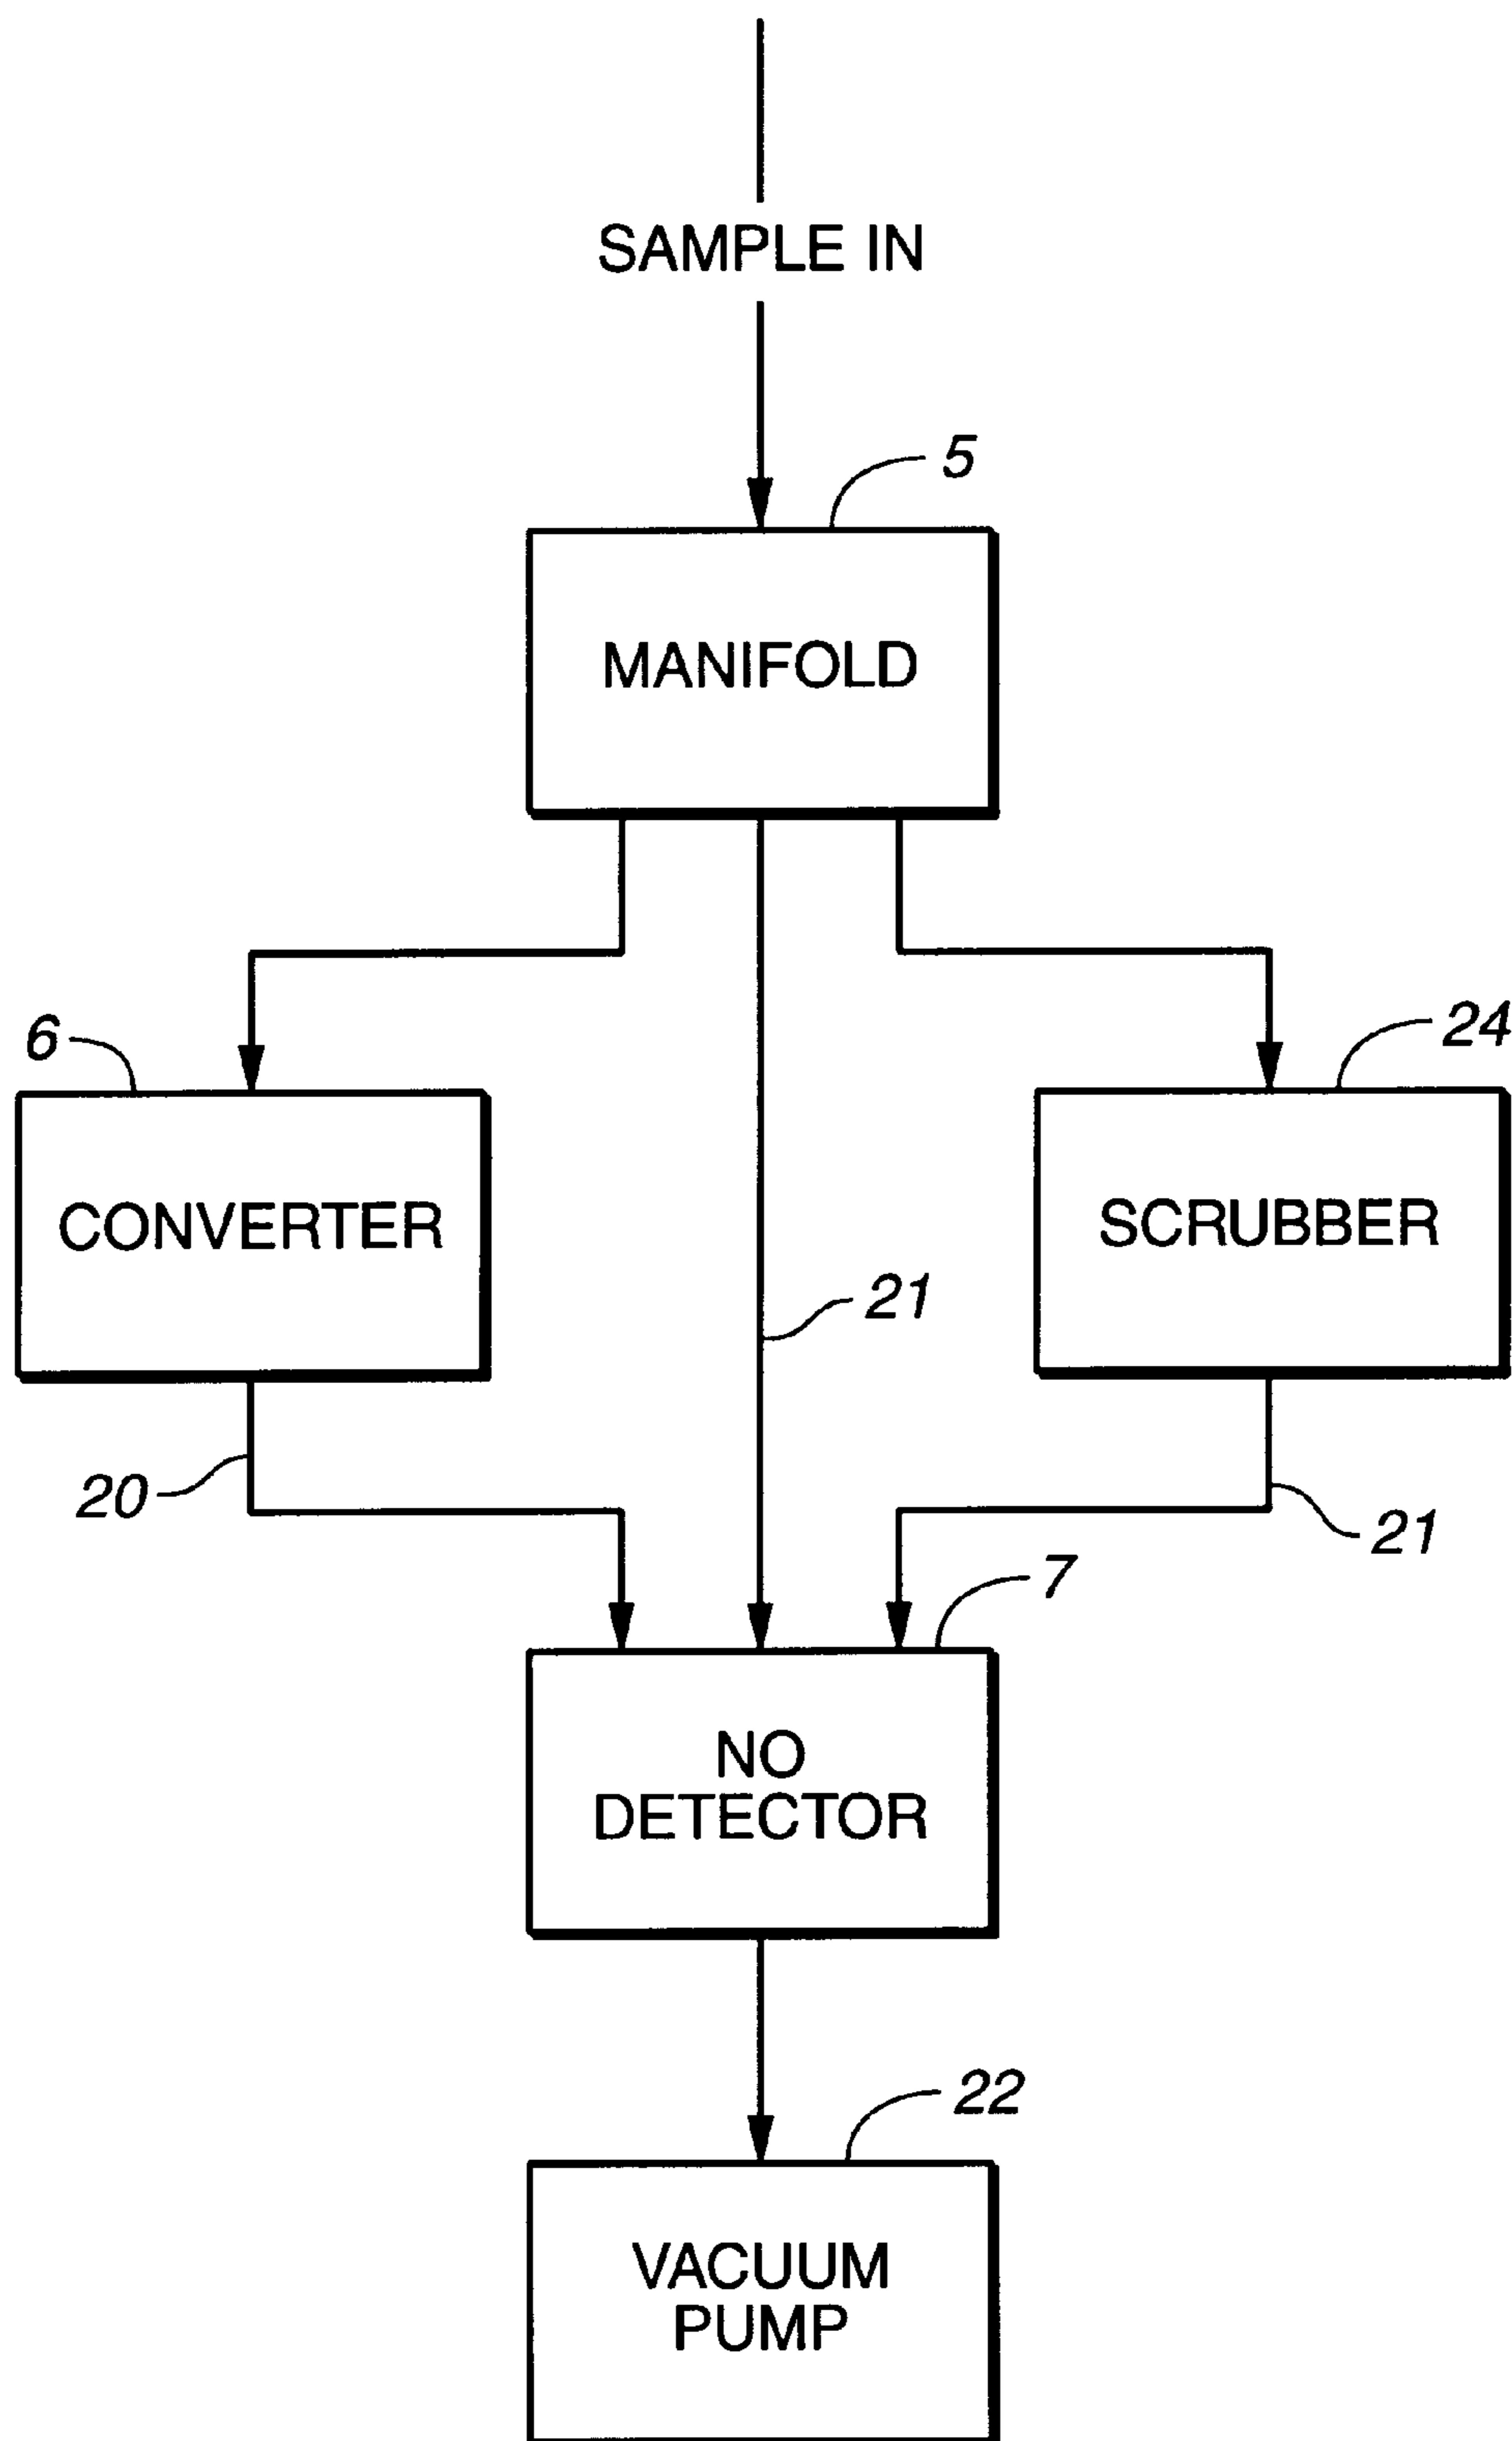 SAMPLE IN
5
MANIFOLD
6
24
CONVERTER
SCRUBBER
21
20
21
7
NO
DETECTOR
22
VACUUM
PUMP